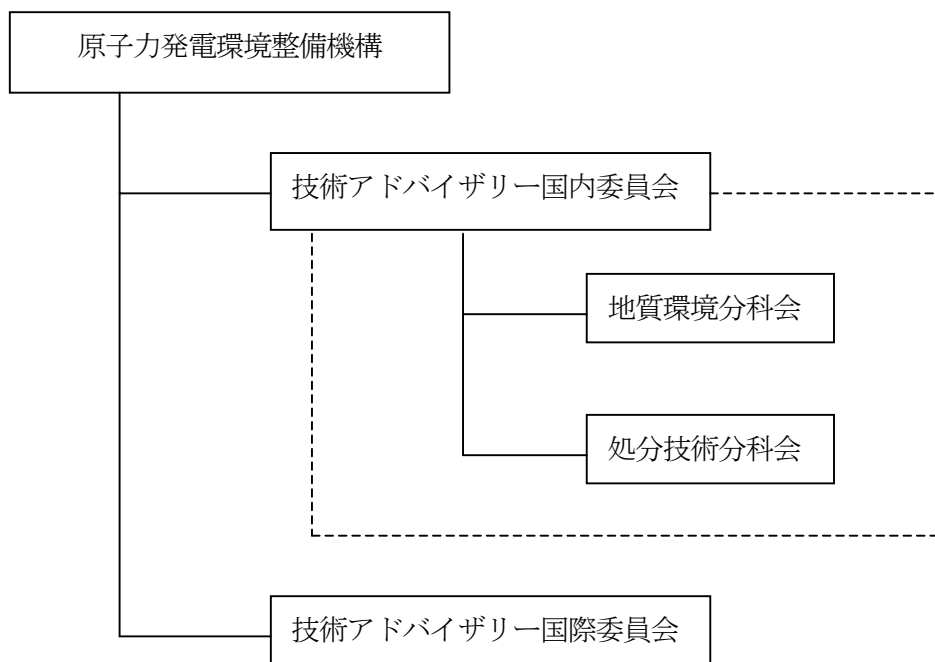 原子力発電環境整備機構
技術アドバイザリー国内委員会
地質環境分科会
処分技術分科会
技術アドバイザリー国際委員会